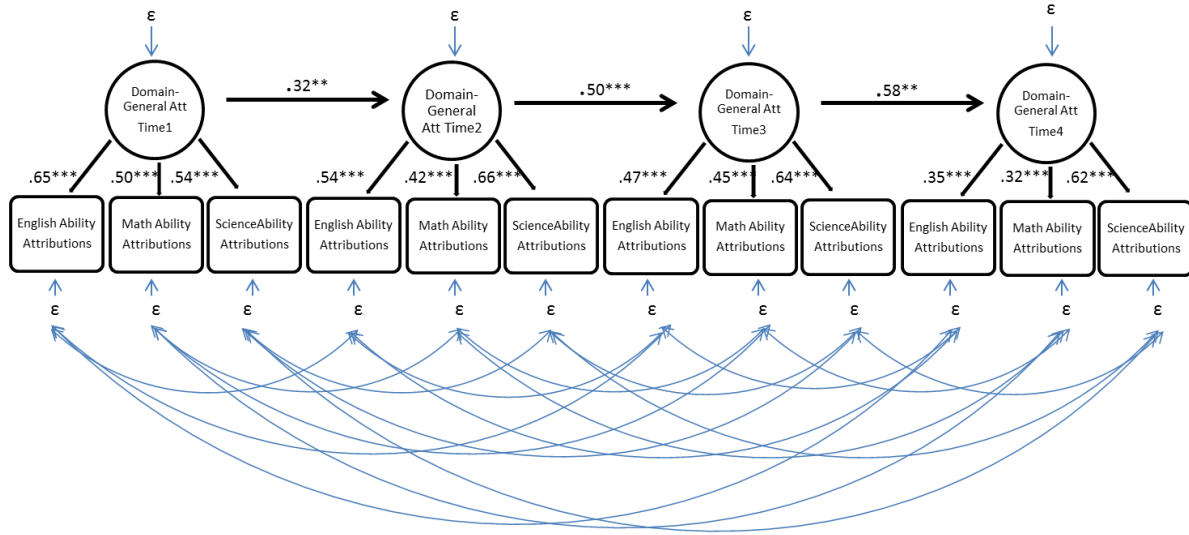 ε ε ε ε
Domain-
General Att
Time1
.32**
Domain-
General
Att Time2
.50***
Domain-
General Att
Time3
.58**
Domain-
General Att
Time4
.65*** .50*** .54*** .54*** .42*** .66*** .47*** .45*** .64*** .35*** .32*** .62***
English Ability
Attributions
Math Ability
Attributions
ScienceAbility
Attributions
English Ability
Attributions
Math Ability
Attributions
ScienceAbility
Attributions
English Ability
Attributions
Math Ability
Attributions
ScienceAbility
Attributions
English Ability
Attributions
Math Ability
Attributions
ScienceAbility
Attributions
ε ε ε ε ε ε ε ε ε ε ε ε